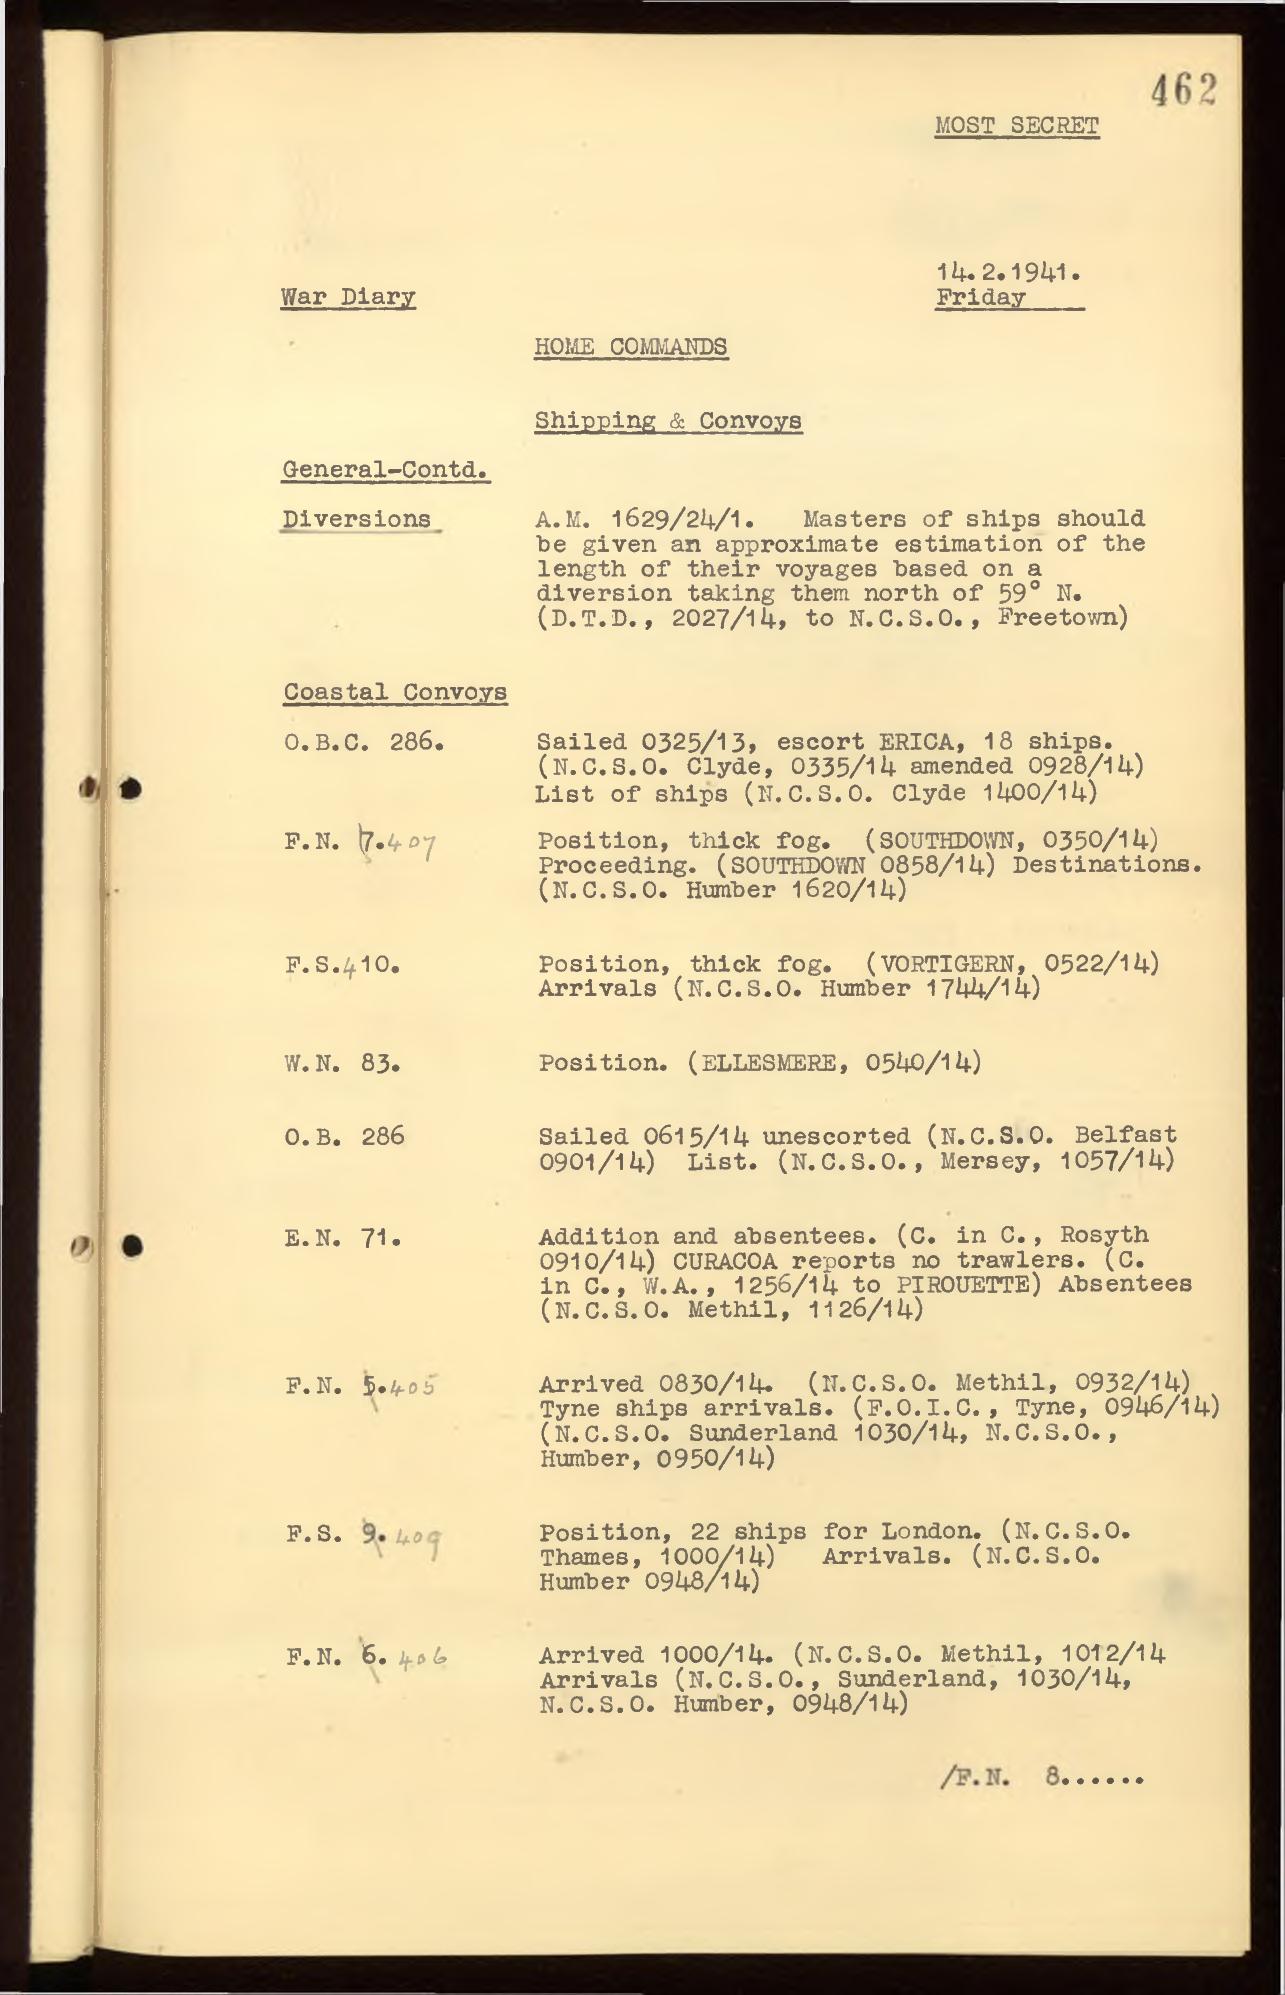 462
MOST SECRET
14.2.1941.
War Diary
Friday
HOME COMMANDS
Shipping & Convoys
General-Contd.
Diversions
A.M. 1629/24/1. Masters of ships should
be given an approximate estimation of the
length of their voyages based on a
diversion taking them north of 59° N.
(D.T.D., 2027/14, to N.C.S.O., Freetown)
Coastal Convoys
O.B.C. 286.
Sailed 0325/13, escort ERICA, 18 ships.
(N.C.S.O. Clyde, 0335/14 amended 0928/14)
List of ships (N.C.S.O. Clyde 1400/14)
F.N. 7. 407
Position, thick fog. (SOUTHDOWN, 0350/14)
Proceeding. (SOUTHDOWN 0858/14) Destinations.
(N.C.S.O. Humber 1620/14)
F.S.410.
Position, thick fog. (VORTIGERN, 0522/14)
Arrivals (N.C.S.O. Humber 1744/14)
W.N. 83.
Position. (ELLESMERE, 0540/14)
O.B. 286
Sailed 0615/14 unescorted (N.C.S.O. Belfast
0901/14) List. (N.C.S.O., Mersey, 1057/14)
E.N. 71.
Addition and absentees. (C. in C., Rosyth
0910/14) CURACOA reports no trawlers. (C.
in C., W.A., 1256/14 to PIROUETTE) Absentees
(N.C.S.O. Methil, 1126/14)
F.N. 5. 405
Arrived 0830/14. (N.C.S.O. Methil, 0932/14)
Tyne ships arrivals. (F.O.I.C., Tyne, 0946/14)
(N.C.S.O. Sunderland 1030/14, N.C.S.O.,
Humber, 0950/14)
F.S. 9. 409
Position, 22 ships for London. (N.C.S.O.
Thames, 1000/14) Arrivals. (N.C.S.O.
Humber 0948/14)
F.N. 6. 406
Arrived 1000/14. (N.C.S.O. Methil, 1012/14
Arrivals (N.C.S.O., Sunderland, 1030/14,
N.C.S.O. Humber, 0948/14)
/F.N. 8......